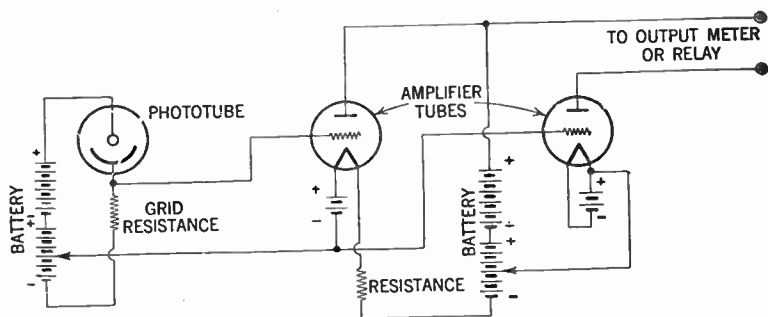 TO OUTPUT METER
OR RELAY
PHOTOTUBE
AMPLIFIER
TUBES
+
BATTERY
+
-
+
-
GRID
RESISTANCE
+
-
BATTERY
+
-
+
-
+
-
RESISTANCE